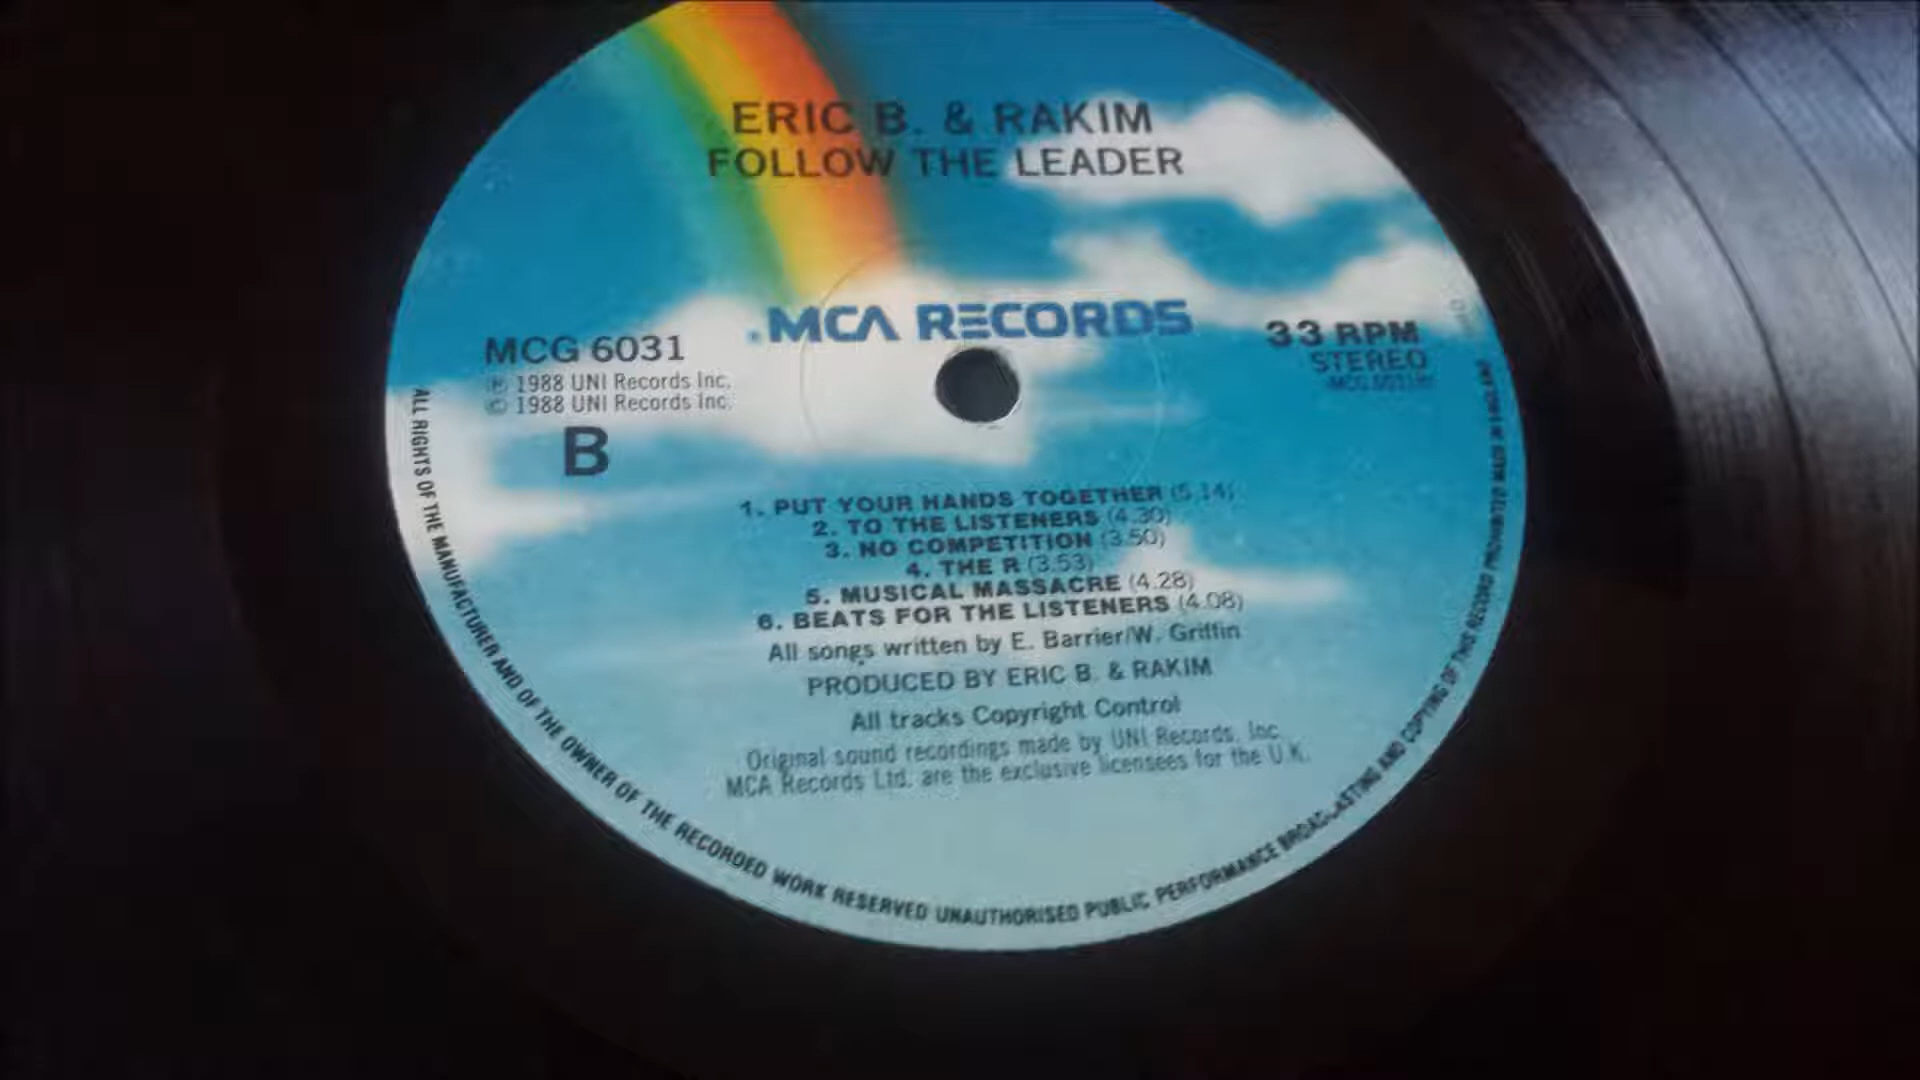 ERIC B. & RAKIM
FOLLOW THE LEADER
MCA RECORDS
MCG 6031
℗ 1988 UNI Records Inc.
© 1988 UNI Records Inc.
B
33 RPM
STEREO
1. PUT YOUR HANDS TOGETHER (5.14)
2. TO THE LISTENERS (4.30)
3. NO COMPETITION (3.50)
4. THE R (3.53)
5. MUSICAL MASSACRE (4.28)
6. BEATS FOR THE LISTENERS (4.08)
All songs written by E. Barrier/W. Griffin
PRODUCED BY ERIC B. & RAKIM
All tracks Copyright Control
Original sound recordings made by UNI Records, Inc.
MCA Records Ltd. are the exclusive licensees for the U.K.
ALL RIGHTS OF THE MANUFACTURER AND OF THE OWNER OF THE RECORDED WORK RESERVED UNAUTHORISED PUBLIC PERFORMANCE BROADCASTING AND COPYING OF THIS RECORD PROHIBITED MADE